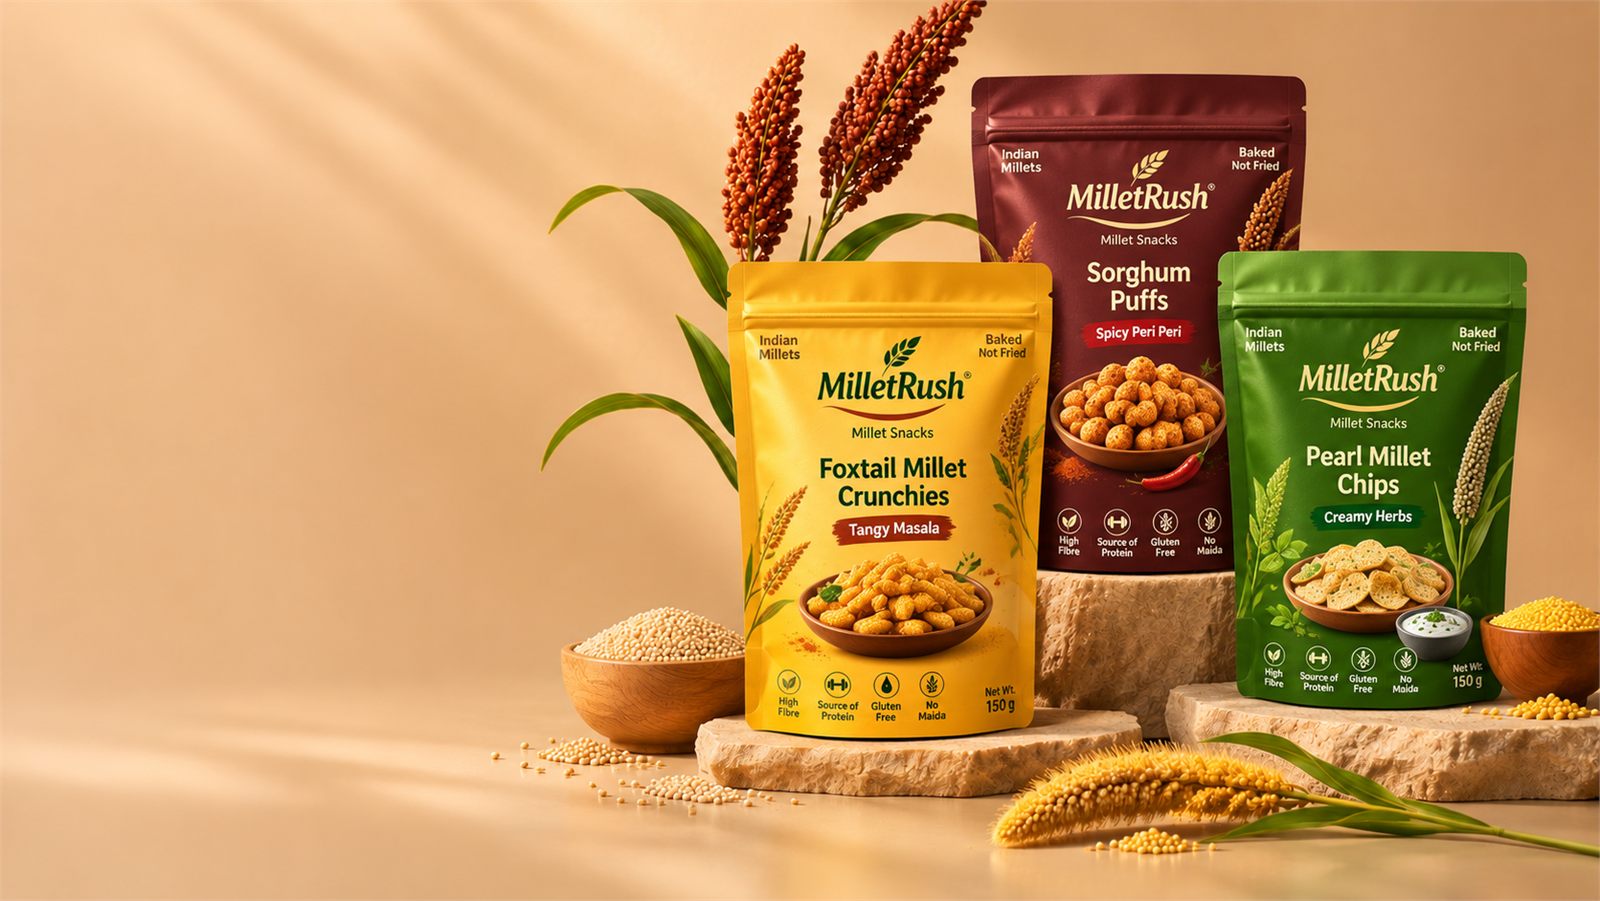 Indian
Millets
Baked
Not Fried
MilletRush®
Millet Snacks
Foxtail Millet
Crunchies
Tangy Masala
High
Fibre
Source of
Protein
Gluten
Free
No
Maida
Net Wt.
150 g
Indian
Millets
Baked
Not Fried
MilletRush®
Millet Snacks
Sorghum
Puffs
Spicy Peri Peri
High
Fibre
Source of
Protein
Gluten
Free
No
Maida
Indian
Millets
Baked
Not Fried
MilletRush®
Millet Snacks
Pearl Millet
Chips
Creamy Herbs
High
Fibre
Source of
Protein
Gluten
Free
No
Maida
Net Wt.
150 g